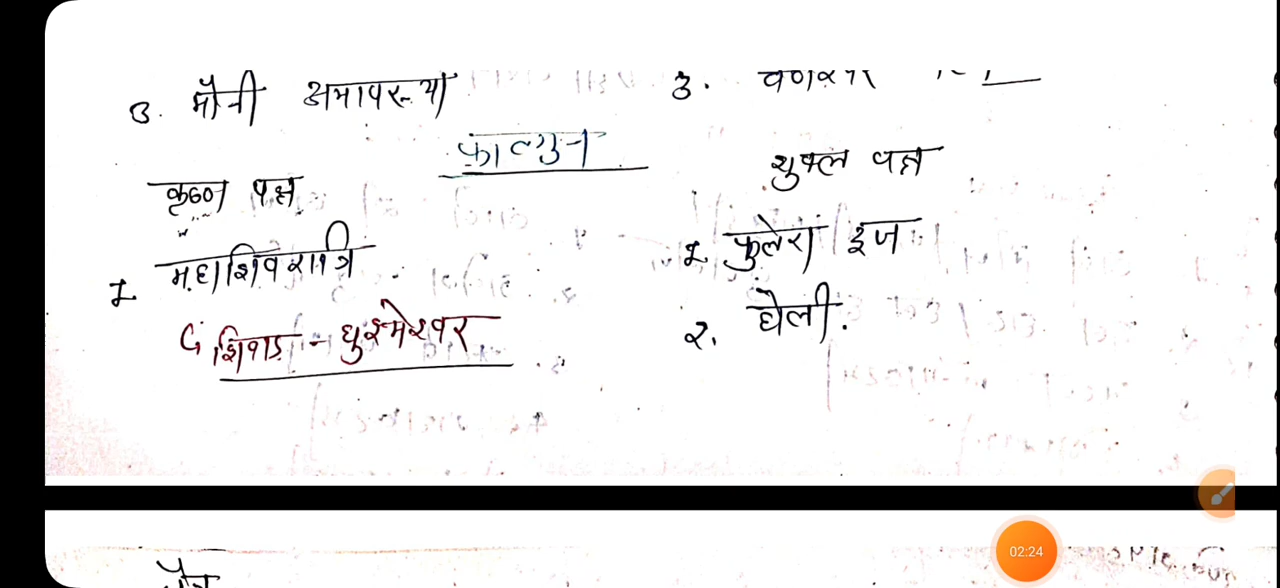 3. मौनी अमावस्या
3.
फाल्गुन
कृष्ण पक्ष
शुक्ल पक्ष
1. महाशिवरात्रि
शिवाड़ - घुश्मेश्वर
1. फुलेरा दूज
2. होली.
02:24
चैत्र